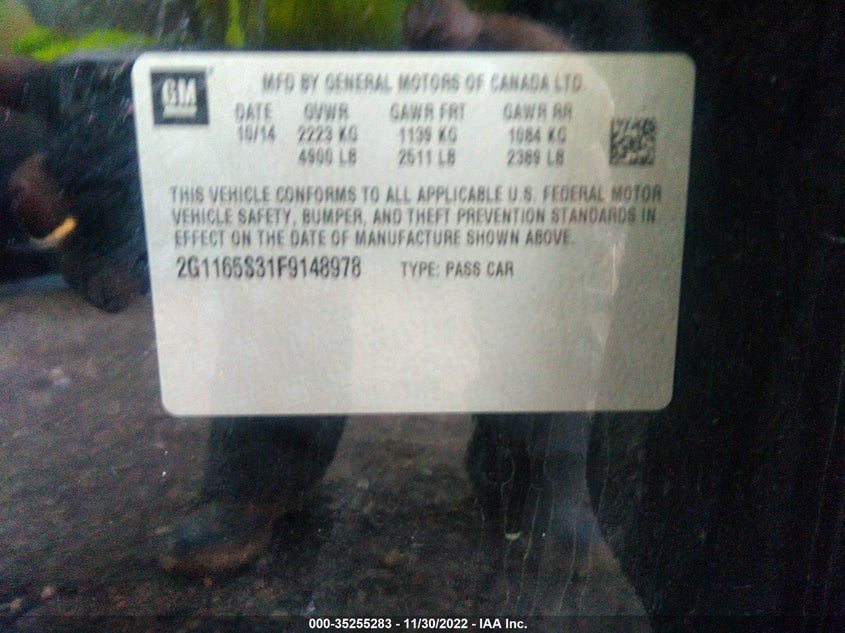 GM
MFD BY GENERAL MOTORS OF CANADA LTD.
DATE GVWR GAWR FRT GAWR RR
10/14 2223 KG 1139 KG 1084 KG
4900 LB 2511 LB 2389 LB
THIS VEHICLE CONFORMS TO ALL APPLICABLE U.S. FEDERAL MOTOR
VEHICLE SAFETY, BUMPER, AND THEFT PREVENTION STANDARDS IN
EFFECT ON THE DATE OF MANUFACTURE SHOWN ABOVE.
2G1165S31F9148978 TYPE: PASS CAR
000-35255283 - 11/30/2022 - IAA Inc.